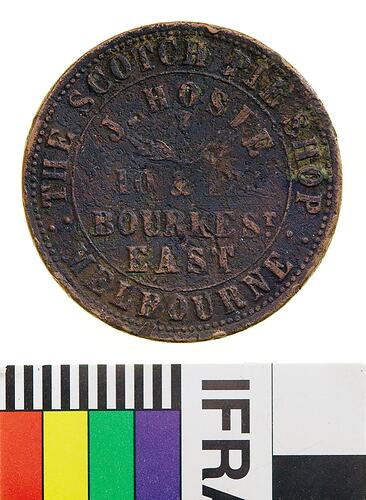 THE SCOTCH PIE SHOP
J. HOSIE
10 &
BOURKE ST
EAST
MELBOURNE
IFRA